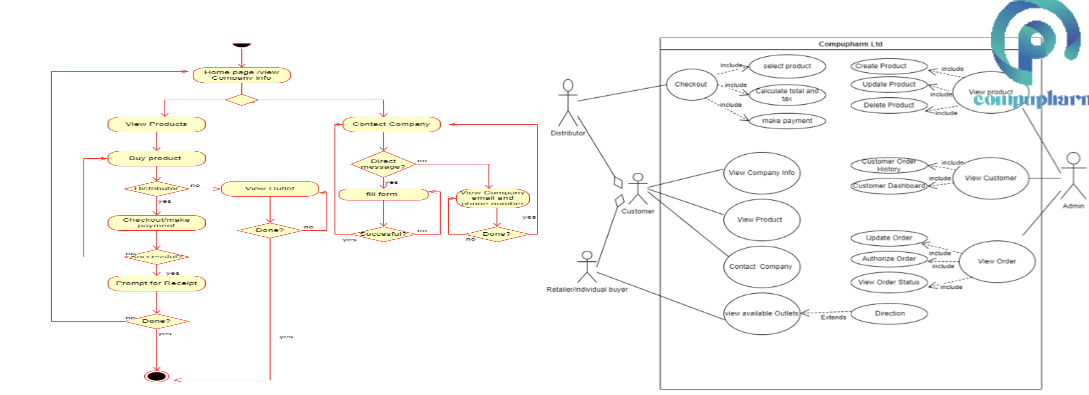 Home page /view
Company Info
View Products
Buy product
Distributor
no
yes
Checkout/make
payment
no
Successful?
yes
Prompt for Receipt
no
Done?
yes
View Outlet
Done?
no
yes
Contact Company
Direct
message?
no
yes
fill form
Succesful?
no
yes
View Company
email and
phone number
yes
Done?
no
Compupharm Ltd
Distributor
Customer
Retailer/individual buyer
Checkout
include
select product
include
Calculate total and
tax
include
make payment
View Company Info
View Product
Contact Company
view available Outlets
Extends
Direction
Create Product
include
Update Product
include
Delete Product
include
View product
compupharm
Customer Order
History
include
Customer Dashboard
include
View Customer
Admin
Update Order
include
Authorize Order
include
View Order Status
include
View Order